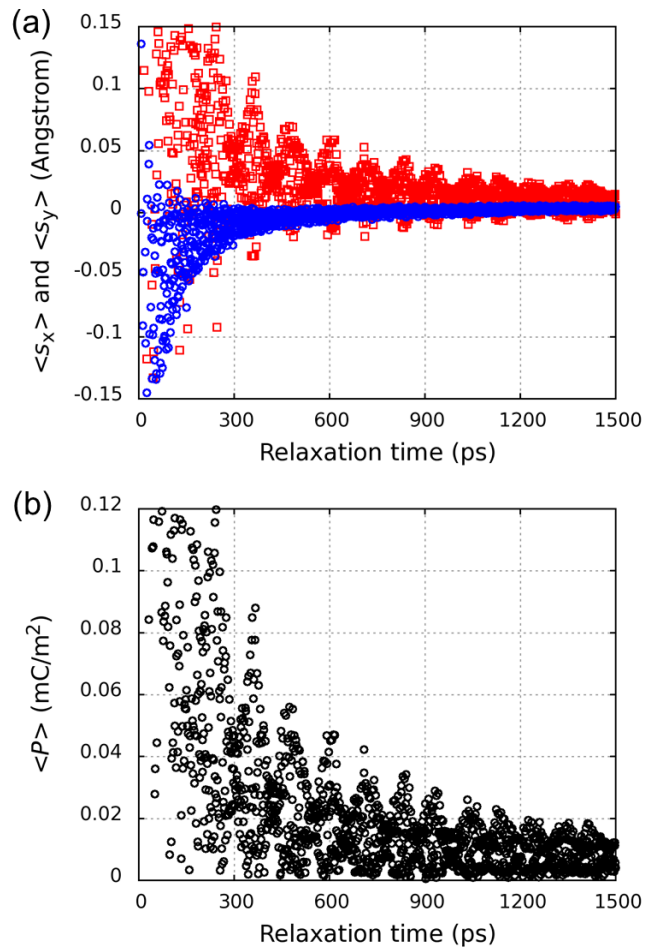 (a)
0.15
0.1
0.05
0
-0.05
-0.1
-0.15
<sx> and <sy> (Angstrom)
0 300 600 900 1200 1500
Relaxation time (ps)
(b)
0.12
0.1
0.08
0.06
0.04
0.02
0
<P> (mC/m²)
0 300 600 900 1200 1500
Relaxation time (ps)